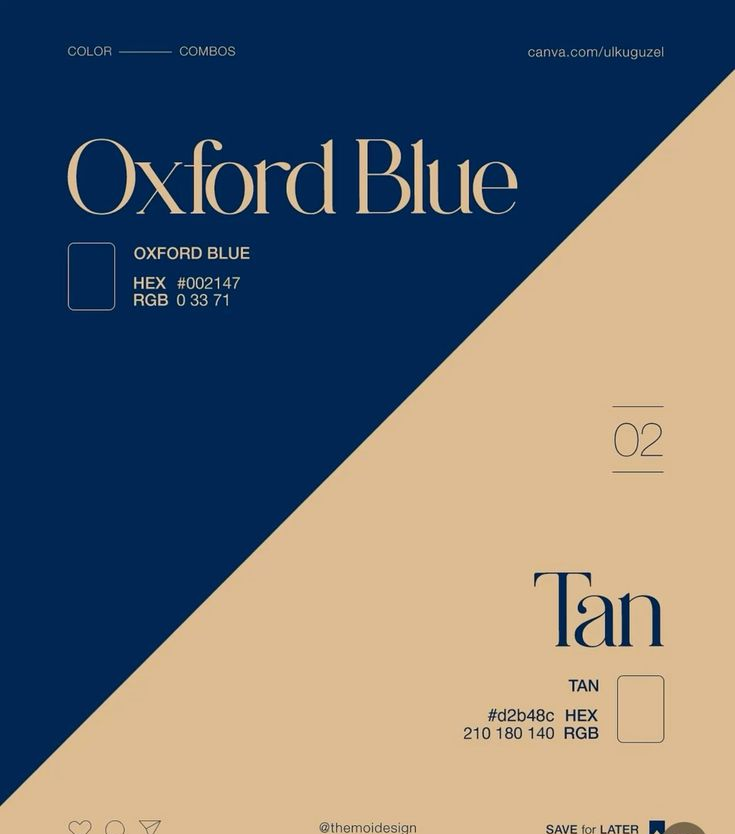 COLOR COMBOS
canva.com/ulkuguzel
Oxford Blue
OXFORD BLUE
HEX #002147
RGB 0 33 71
02
Tan
TAN
#d2b48c HEX
210 180 140 RGB
@themoidesign
SAVE for LATER